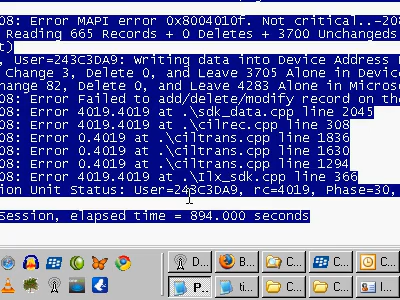 08: Error MAPI error 0x8004010f. Not critical..-208
Reading 665 Records + 0 Deletes + 3700 Unchangeds
t)
, User=243C3DA9: Writing data into Device Address
Change 3, Delete 0, and Leave 3705 Alone in Device
ange 82, Delete 0, and Leave 4283 Alone in Micros
08: Error Failed to add/delete/modify record on the
08: Error 4019.4019 at .\sdk_data.cpp line 2045
08: Error 4019.4019 at .\cilrec.cpp line 308
08: Error 0.4019 at .\ciltrans.cpp line 1836
08: Error 0.4019 at .\ciltrans.cpp line 1630
08: Error 0.4019 at .\ciltrans.cpp line 1294
08: Error 4019.4019 at .\Ilx_sdk.cpp line 366
ion Unit Status: User=243C3DA9, rc=4019, Phase=30,
Session, elapsed time = 894.000 seconds
D... B... C... C... D...
P... ti... C... C... I...